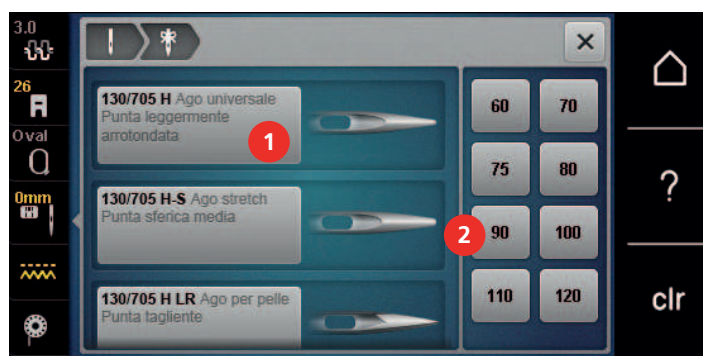 3.0
26
Oval
0mm
130/705 H Ago universale
Punta leggermente
arrotondata
1
130/705 H-S Ago stretch
Punta sferica media
2
130/705 H LR Ago per pelle
Punta tagliente
60 70
75 80
90 100
110 120
?
clr